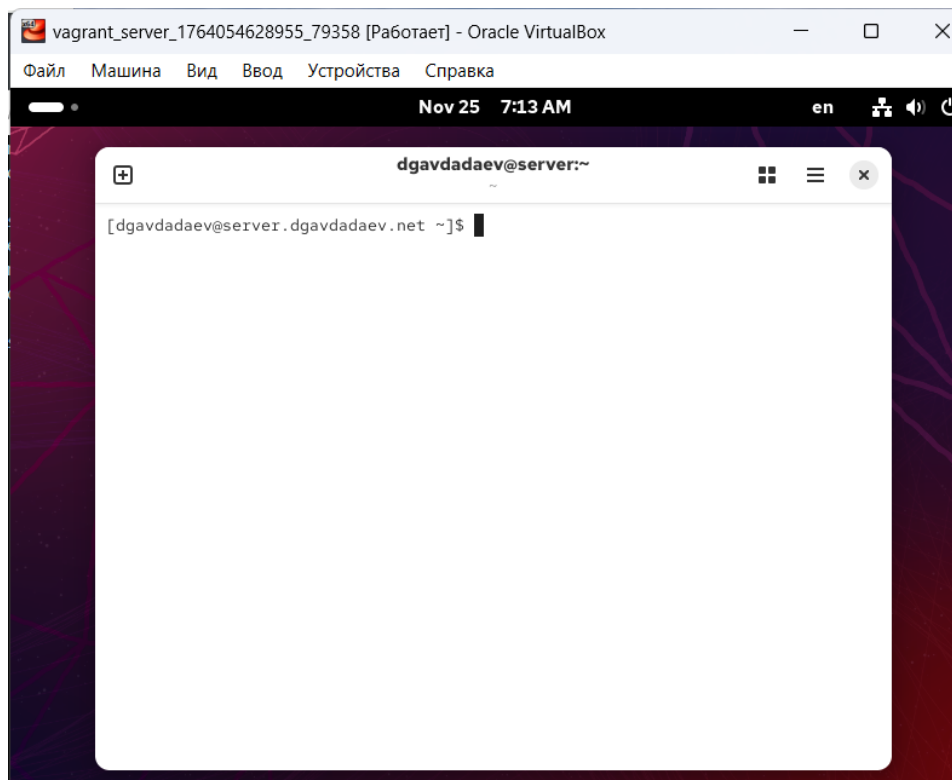 vagrant_server_1764054628955_79358 [Работает] - Oracle VirtualBox
Файл Машина Вид Ввод Устройства Справка
Nov 25 7:13 AM en
dgavdadaev@server:~
~
[dgavdadaev@server.dgavdadaev.net ~]$